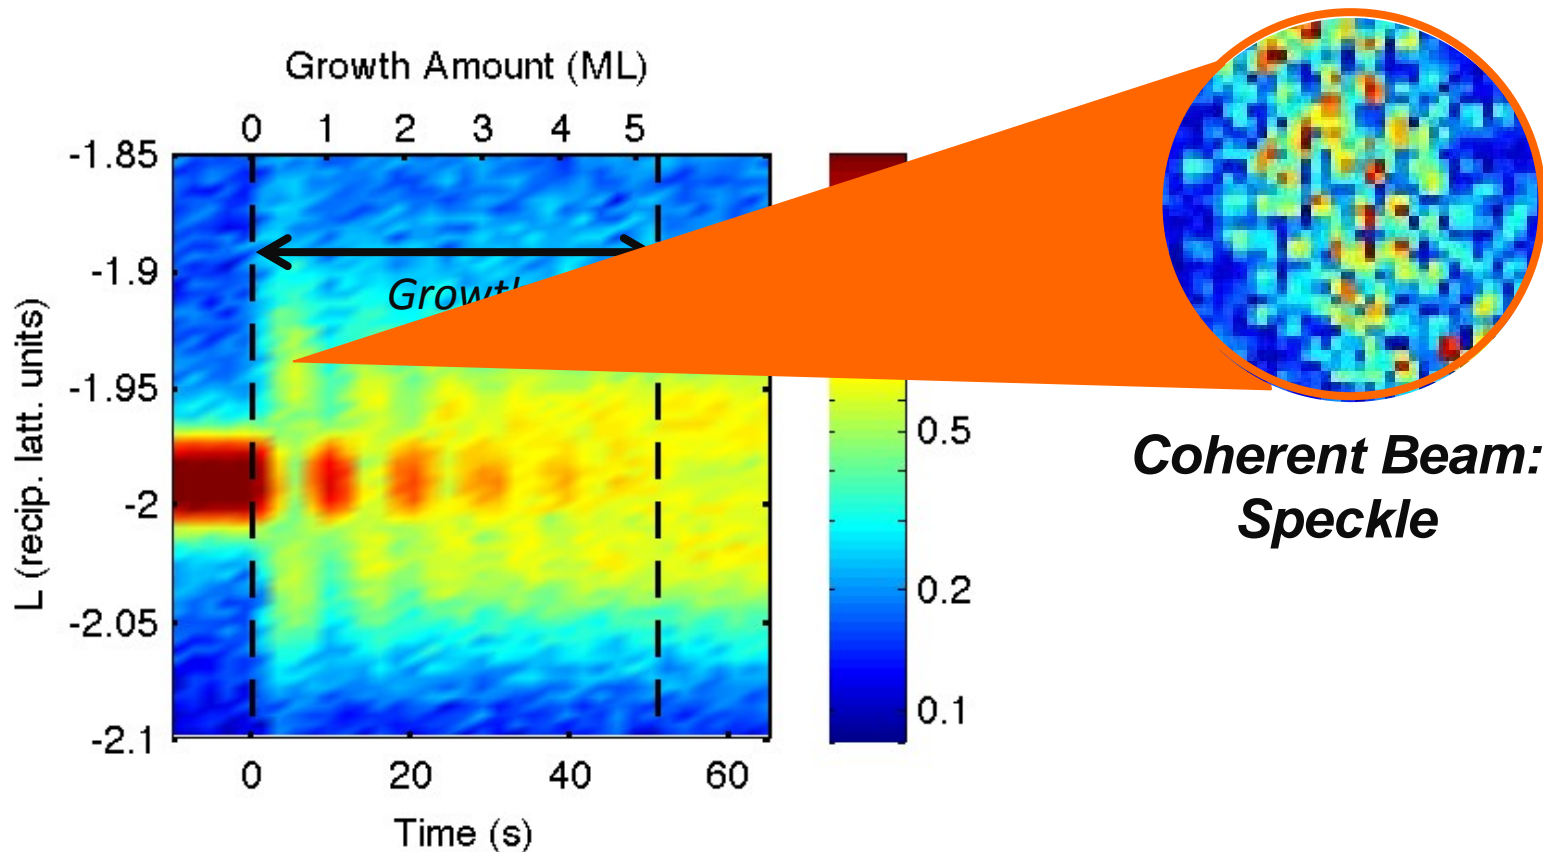 Growth Amount (ML)
0 1 2 3 4 5
-1.85
-1.9
-1.95
-2
-2.05
-2.1
L (recip. latt. units)
0 20 40 60
Time (s)
0.5
0.2
0.1
Coherent Beam:
Speckle